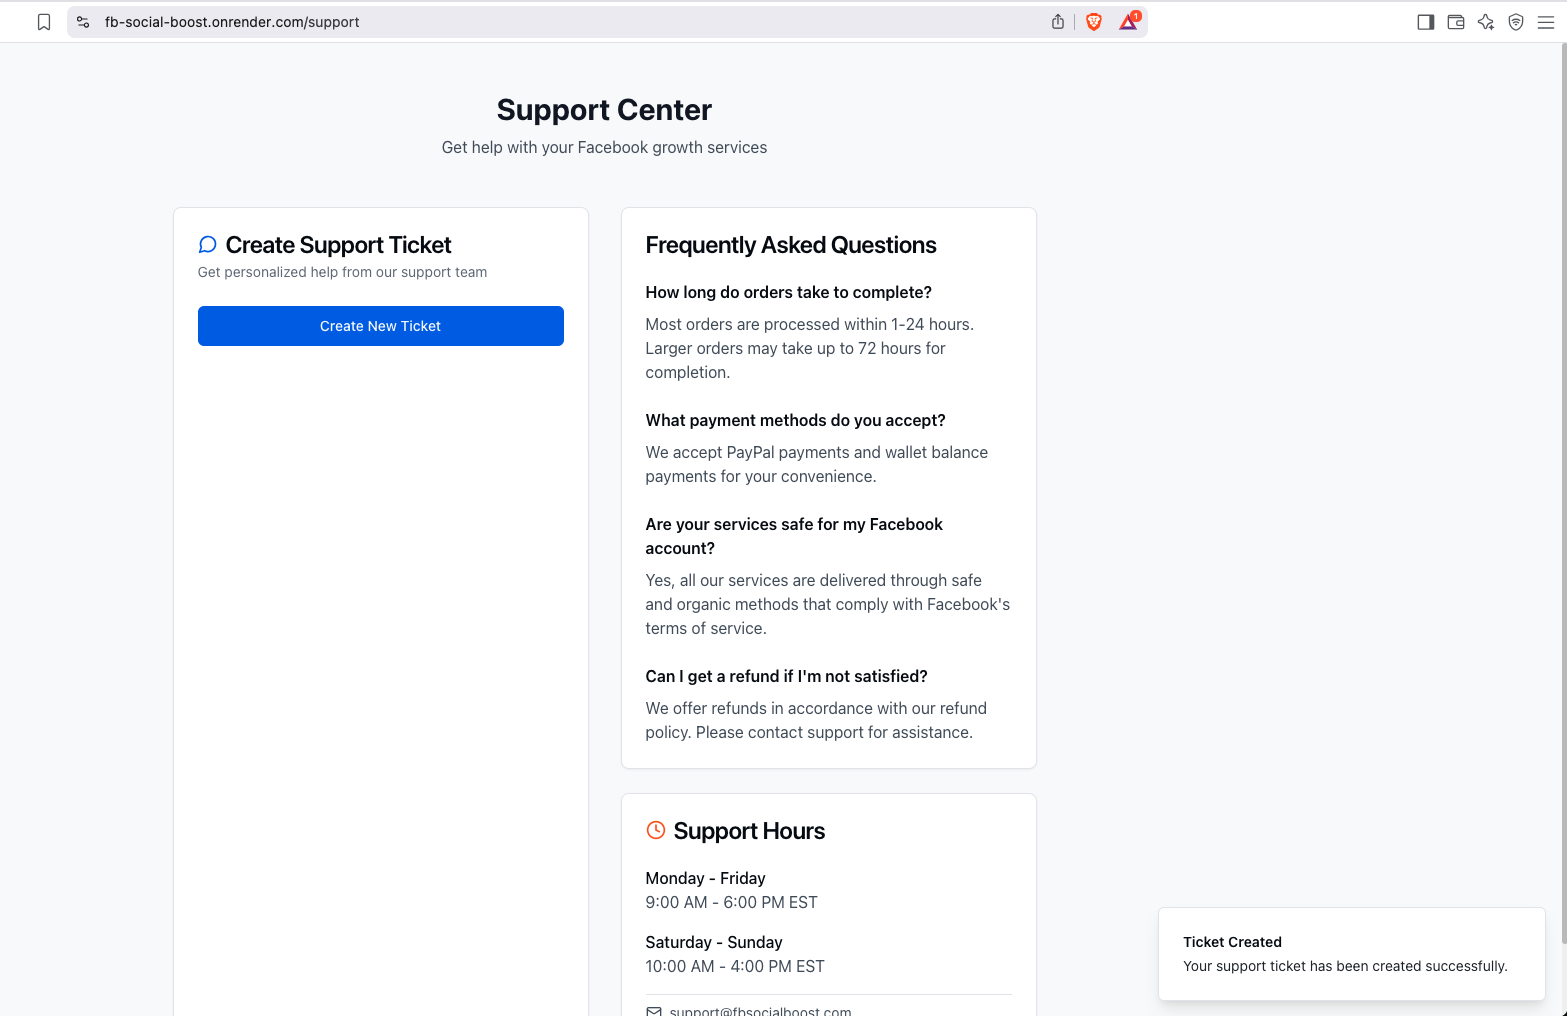 fb-social-boost.onrender.com/support
1
Support Center
Get help with your Facebook growth services
Create Support Ticket
Get personalized help from our support team
Create New Ticket
Frequently Asked Questions
How long do orders take to complete?
Most orders are processed within 1-24 hours.
Larger orders may take up to 72 hours for
completion.
What payment methods do you accept?
We accept PayPal payments and wallet balance
payments for your convenience.
Are your services safe for my Facebook
account?
Yes, all our services are delivered through safe
and organic methods that comply with Facebook's
terms of service.
Can I get a refund if I'm not satisfied?
We offer refunds in accordance with our refund
policy. Please contact support for assistance.
Support Hours
Monday - Friday
9:00 AM - 6:00 PM EST
Saturday - Sunday
10:00 AM - 4:00 PM EST
support@fbsocialboost.com
Ticket Created
Your support ticket has been created successfully.